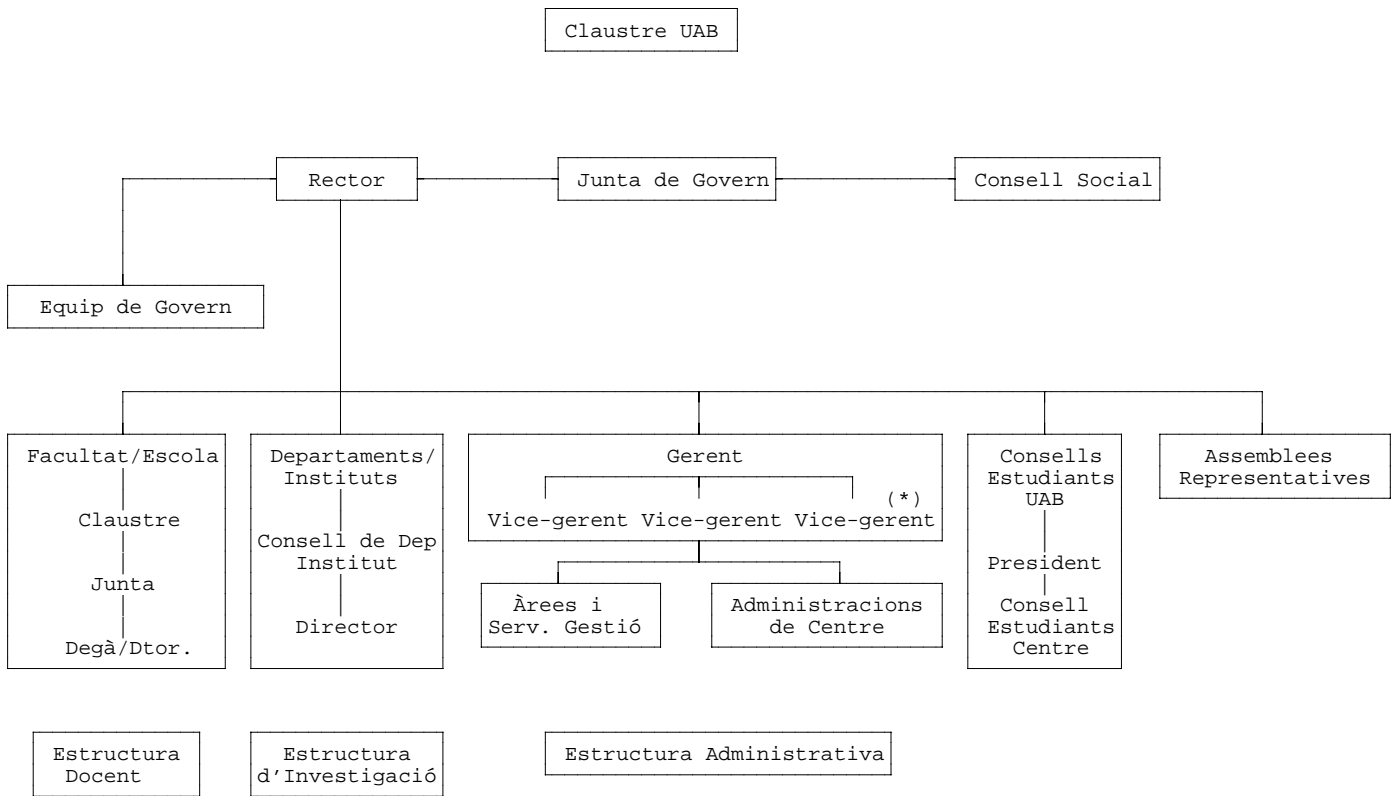 Claustre UAB
Rector
Junta de Govern
Consell Social
Equip de Govern
Facultat/Escola
Claustre
Junta
Degà/Dtor.
Departaments/
Instituts
Consell de Dep
Institut
Director
Gerent
(*)
Vice-gerent Vice-gerent Vice-gerent
Àrees i
Serv. Gestió
Administracions
de Centre
Consells
Estudiants
UAB
President
Consell
Estudiants
Centre
Assemblees
Representatives
Estructura
Docent
Estructura
d'Investigació
Estructura Administrativa